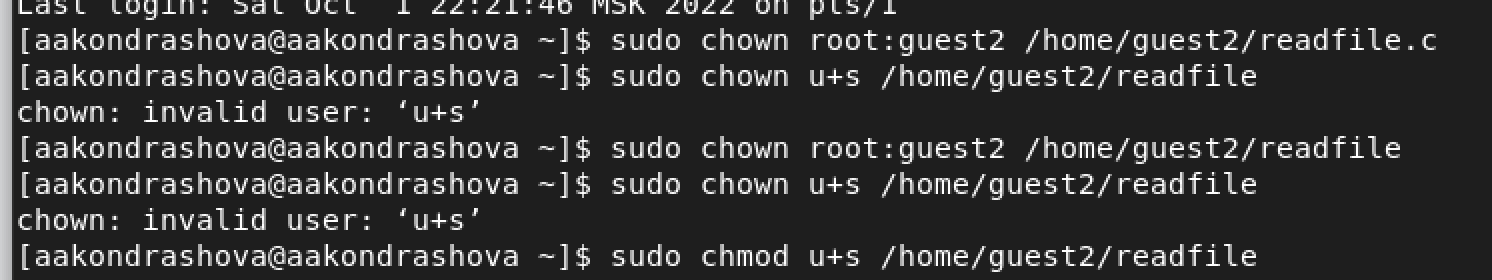 Last login: Sat Oct  1 22:21:46 MSK 2022 on pts/1
[aakondrashova@aakondrashova ~]$ sudo chown root:guest2 /home/guest2/readfile.c
[aakondrashova@aakondrashova ~]$ sudo chown u+s /home/guest2/readfile
chown: invalid user: ‘u+s’
[aakondrashova@aakondrashova ~]$ sudo chown root:guest2 /home/guest2/readfile
[aakondrashova@aakondrashova ~]$ sudo chown u+s /home/guest2/readfile
chown: invalid user: ‘u+s’
[aakondrashova@aakondrashova ~]$ sudo chmod u+s /home/guest2/readfile